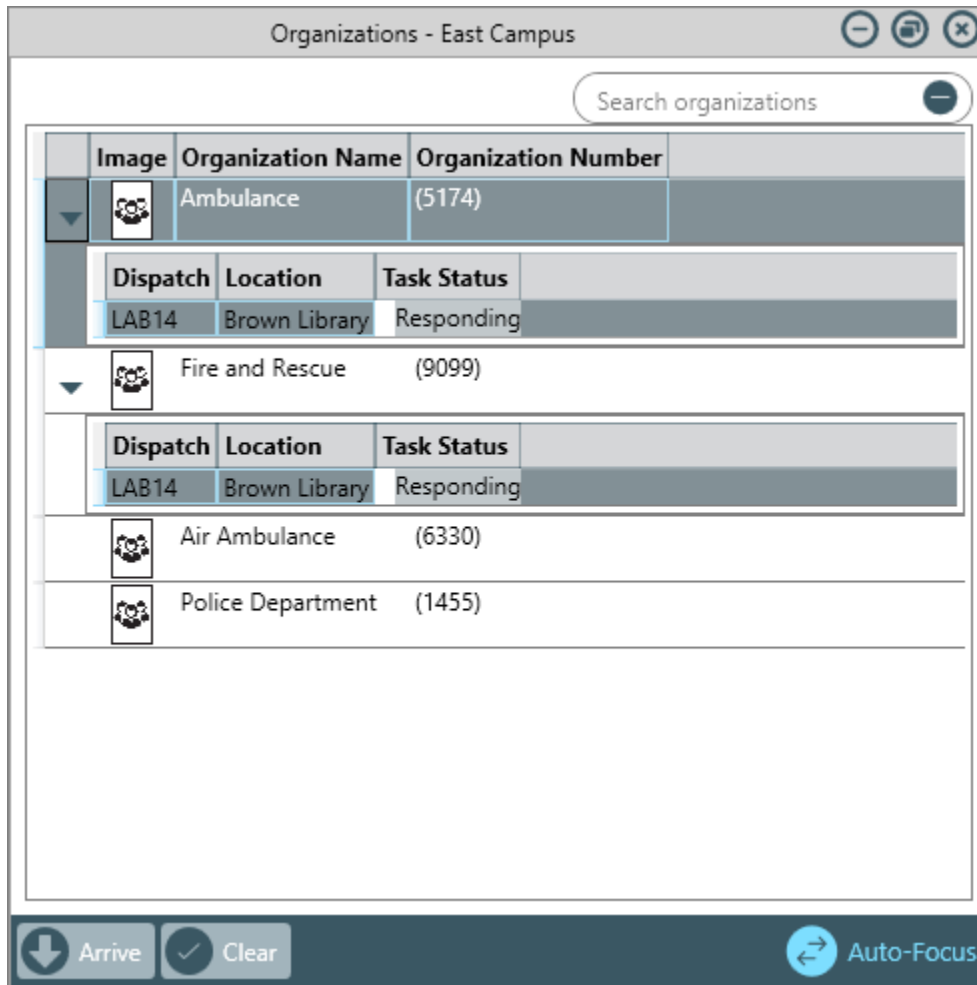 Organizations - East Campus
Search organizations
Image Organization Name Organization Number
Ambulance (5174)
Dispatch Location Task Status
LAB14 Brown Library Responding
Fire and Rescue (9099)
Dispatch Location Task Status
LAB14 Brown Library Responding
Air Ambulance (6330)
Police Department (1455)
Arrive Clear Auto-Focus